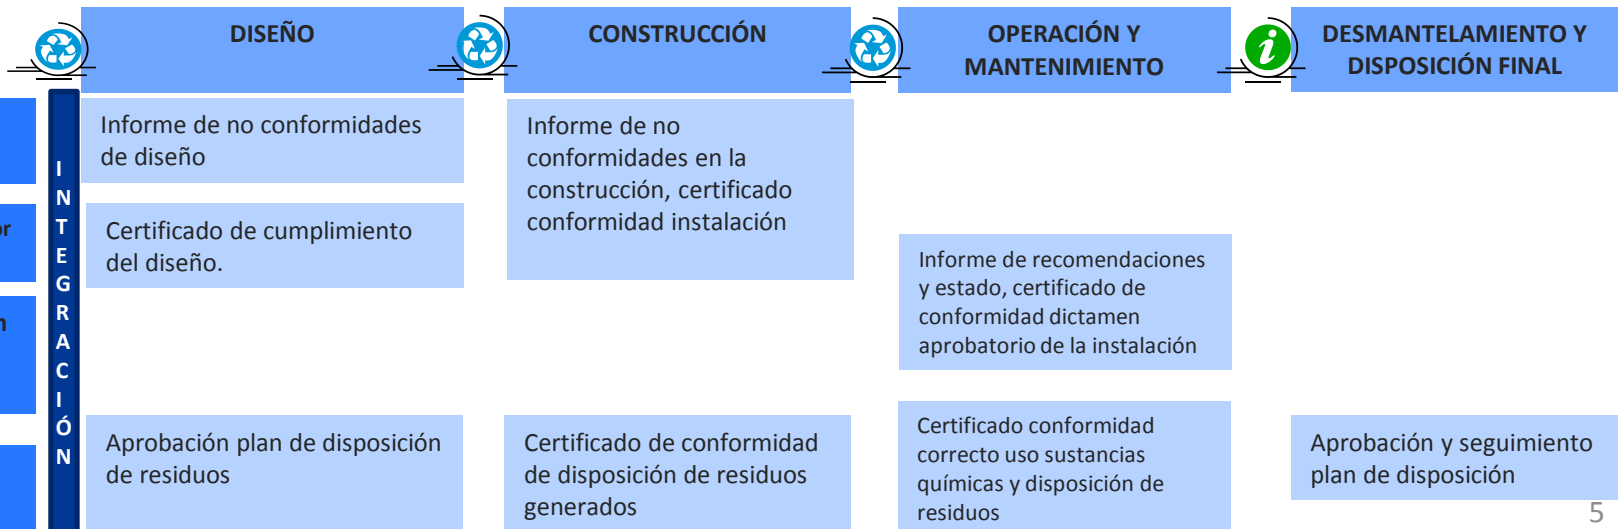 DISEÑO
CONSTRUCCIÓN
OPERACIÓN Y
MANTENIMIENTO
DESMANTELAMIENTO Y
DISPOSICIÓN FINAL
INTEGRACIÓN
Informe de no conformidades
de diseño
Certificado de cumplimiento
del diseño.
Aprobación plan de disposición
de residuos
Informe de no
conformidades en la
construcción, certificado
conformidad instalación
Certificado de conformidad
de disposición de residuos
generados
Informe de recomendaciones
y estado, certificado de
conformidad dictamen
aprobatorio de la instalación
Certificado conformidad
correcto uso sustancias
químicas y disposición de
residuos
Aprobación y seguimiento
plan de disposición
5